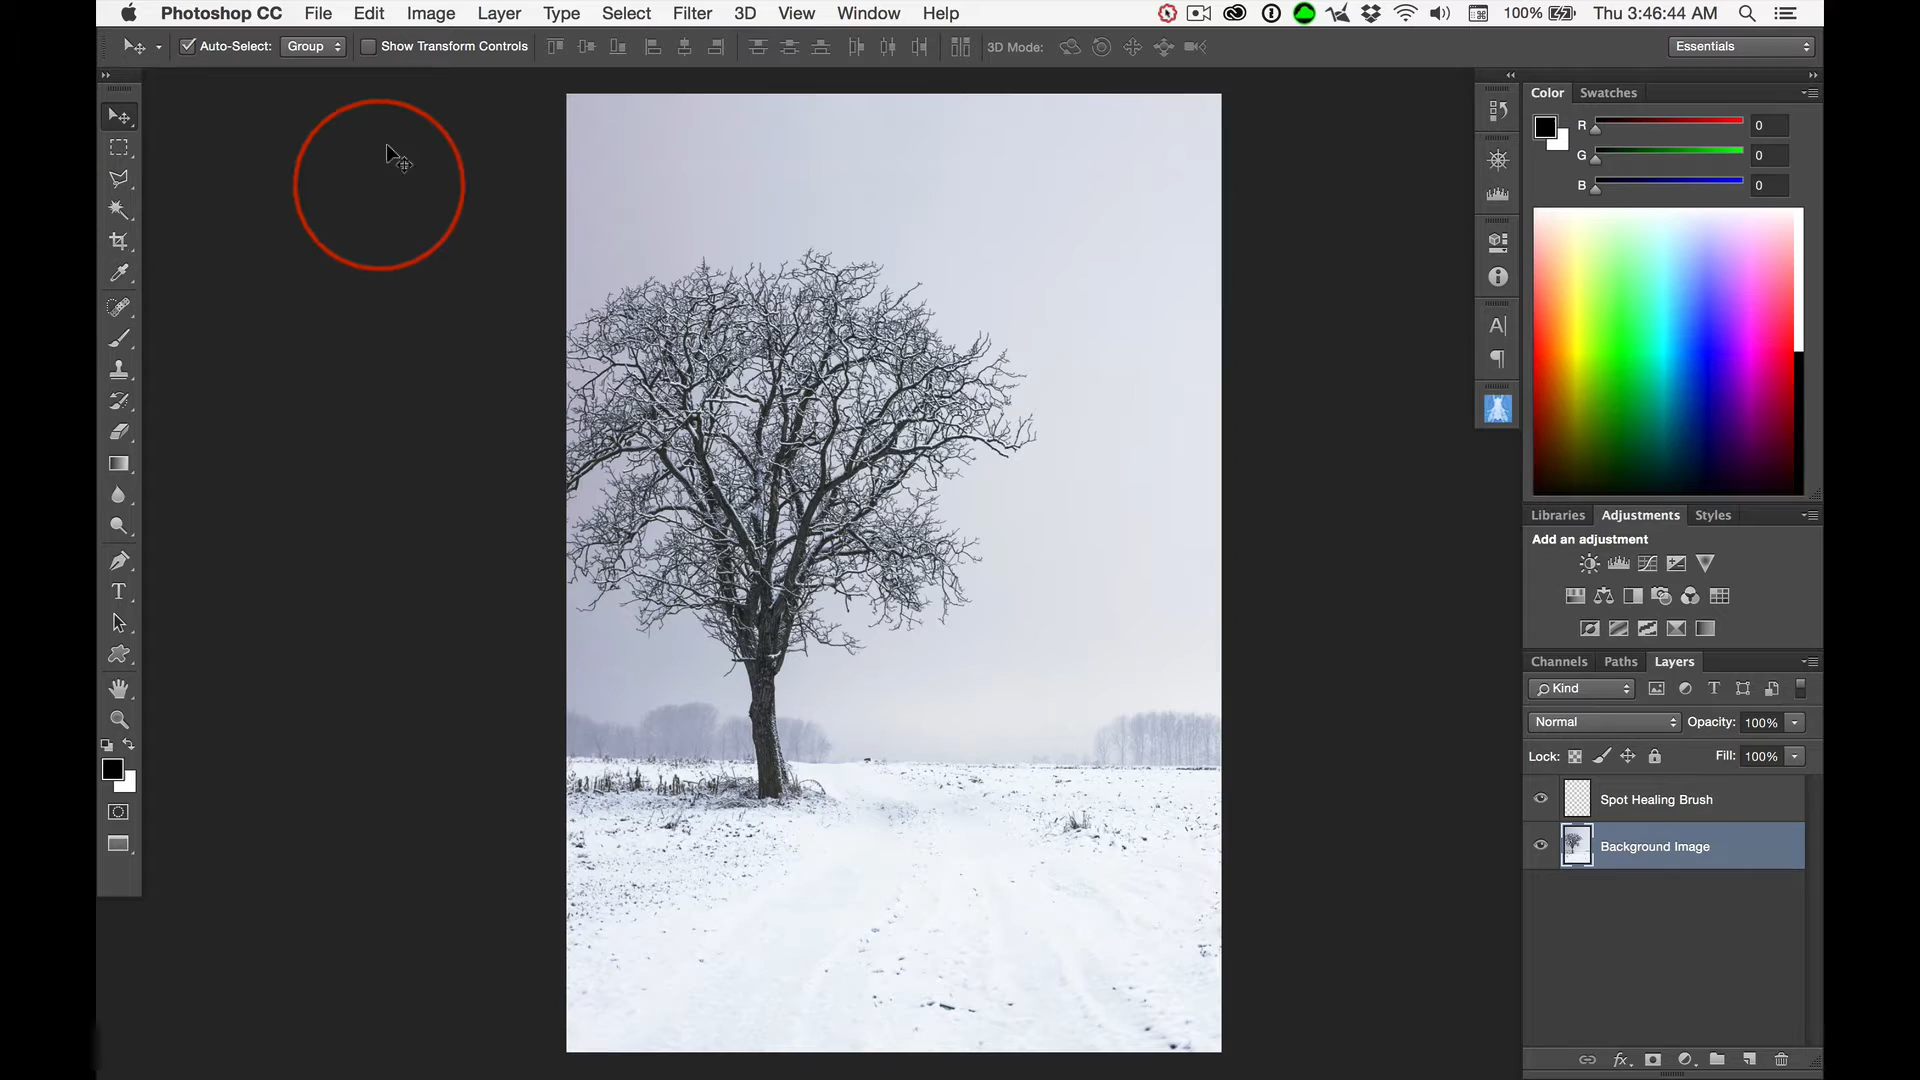 Photoshop CC File Edit Image Layer Type Select Filter 3D View Window Help 100% Thu 3:46:44 AM
Auto-Select: Group Show Transform Controls 3D Mode: Essentials
Color Swatches
R 0
G 0
B 0
Libraries Adjustments Styles
Add an adjustment
Channels Paths Layers
Kind
Normal Opacity: 100%
Lock: Fill: 100%
Spot Healing Brush
Background Image